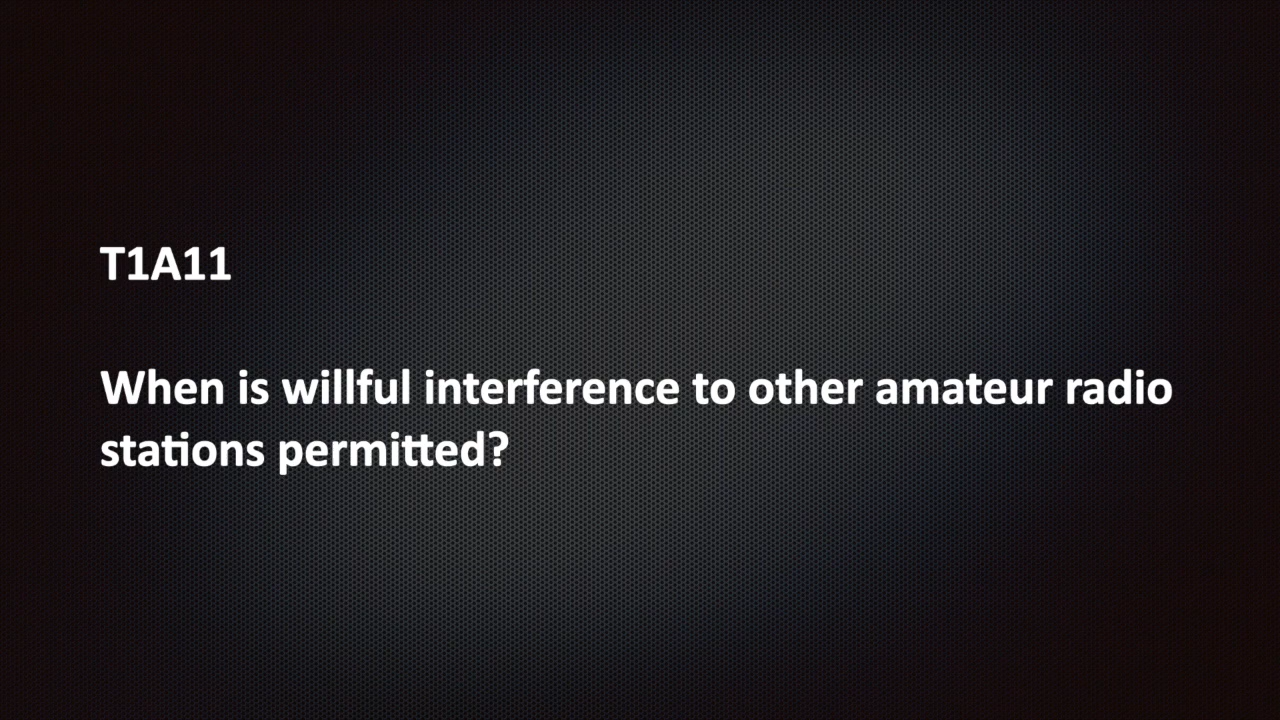 T1A11
When is willful interference to other amateur radio
stations permitted?